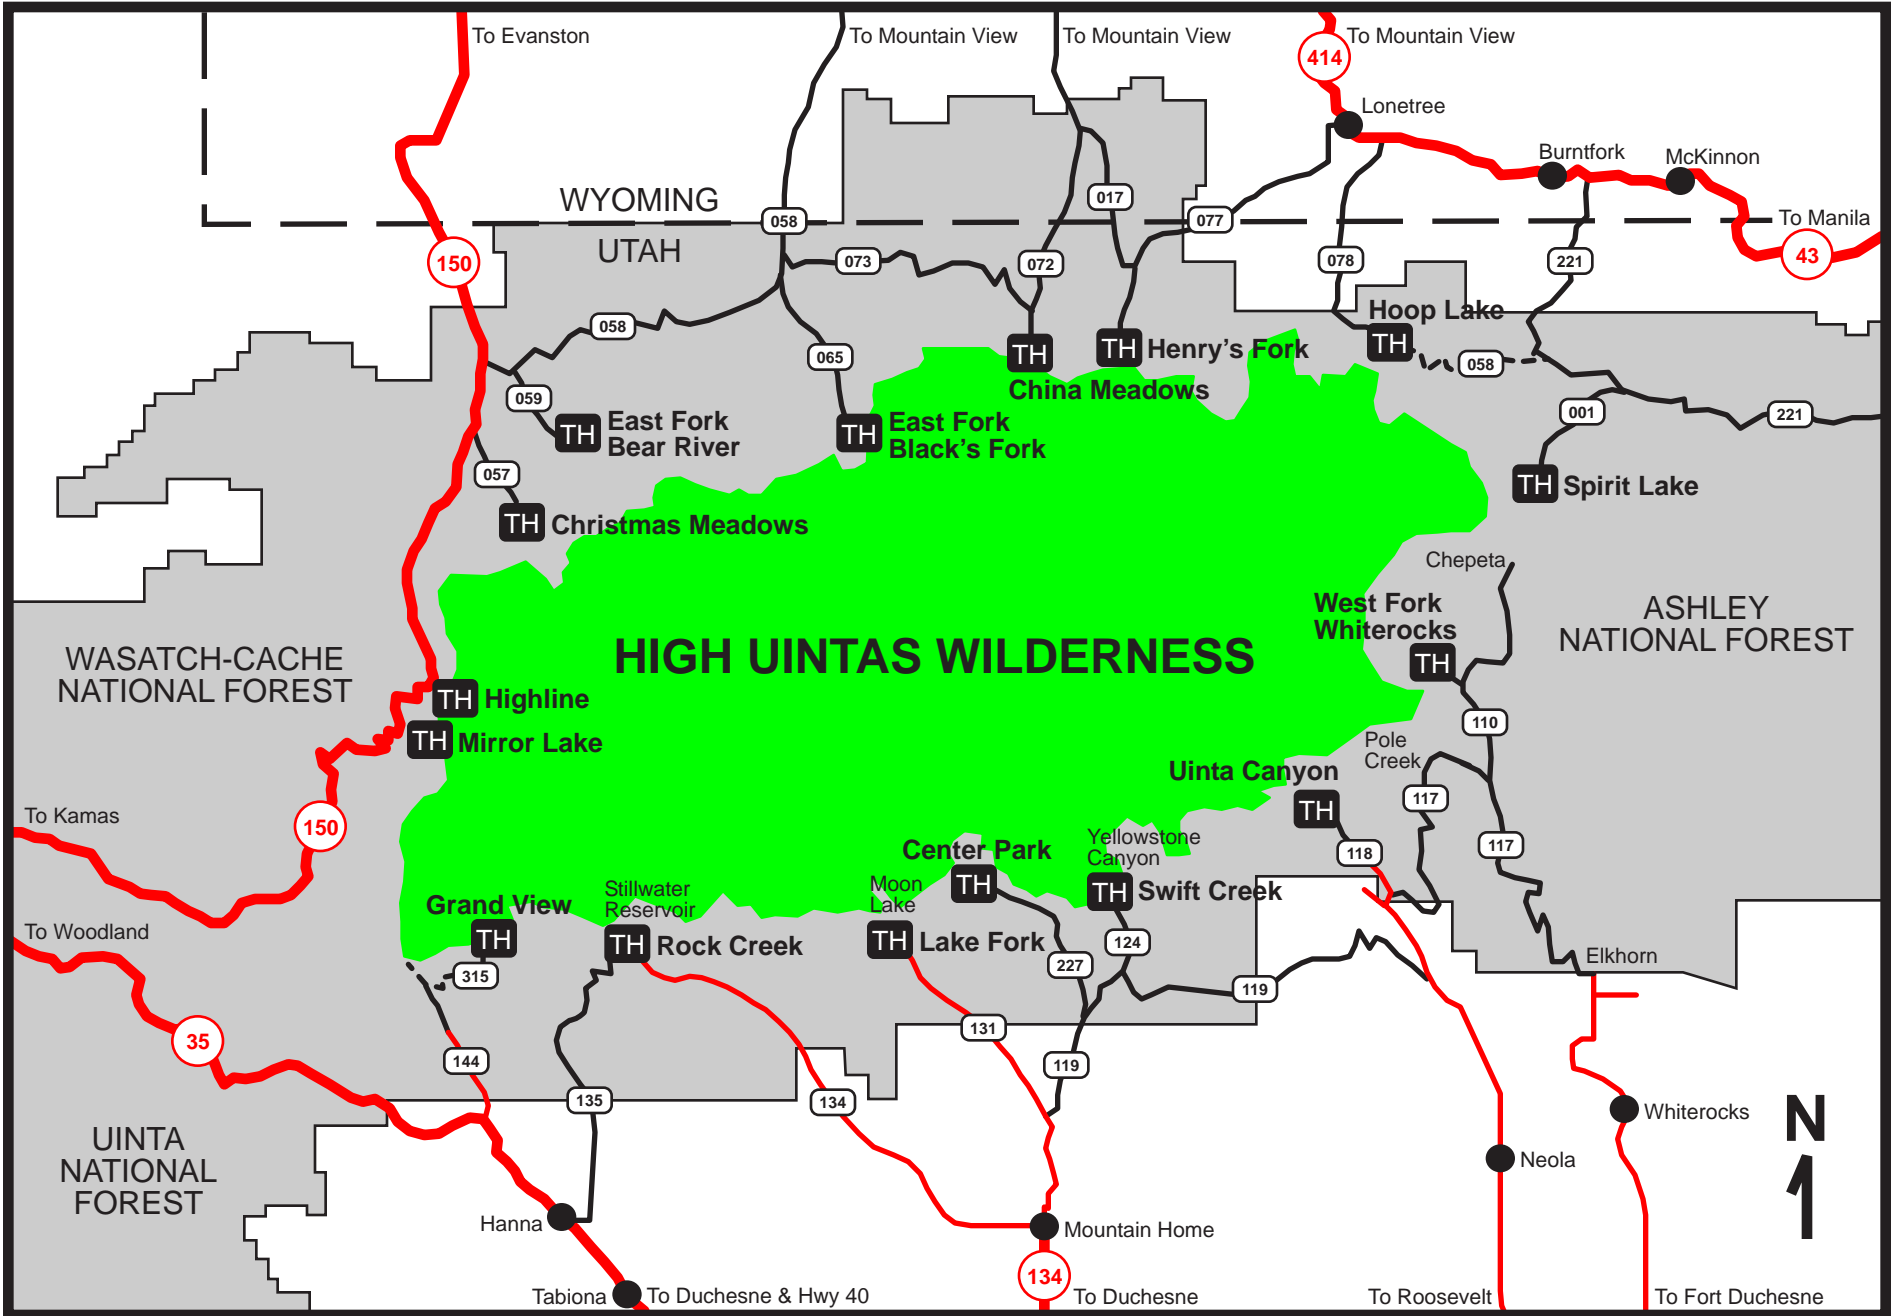 To Evanston
To Mountain View
To Mountain View
To Mountain View
414
Lonetree
Burntfork
McKinnon
WYOMING
017
058
077
To Manila
UTAH
150
073
072
078
221
43
Hoop Lake
TH
058
065
TH
TH Henry's Fork
058
China Meadows
059
001
221
TH East Fork
Bear River
TH East Fork
Black's Fork
057
TH Spirit Lake
TH Christmas Meadows
Chepeta
West Fork
Whiterocks
TH
ASHLEY
NATIONAL FOREST
HIGH UINTAS WILDERNESS
WASATCH-CACHE
NATIONAL FOREST
TH Highline
TH Mirror Lake
110
Pole
Creek
Uinta Canyon
TH
117
To Kamas
150
Yellowstone
Canyon
118
117
Center Park
TH
Moon
Lake
Stillwater
Reservoir
TH Swift Creek
Grand View
TH
To Woodland
TH Rock Creek
TH Lake Fork
124
Elkhorn
227
315
119
131
35
144
119
135
134
Whiterocks
N
UINTA
NATIONAL
FOREST
Neola
Hanna
Mountain Home
134
Tabiona
To Duchesne & Hwy 40
To Duchesne
To Roosevelt
To Fort Duchesne